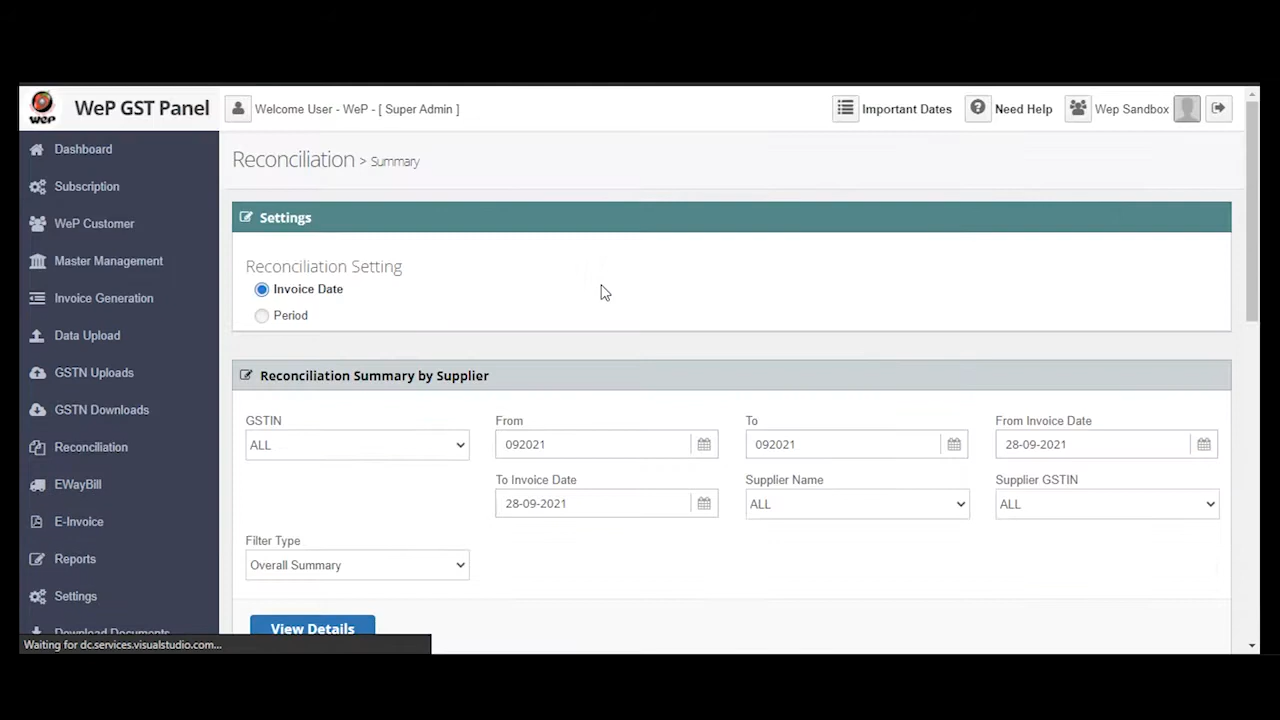 WeP GST Panel
Welcome User - WeP - [ Super Admin ]
Important Dates
Need Help
Wep Sandbox
WeP
Dashboard
Subscription
WeP Customer
Master Management
Invoice Generation
Data Upload
GSTN Uploads
GSTN Downloads
Reconciliation
EWayBill
E-Invoice
Reports
Settings
Download Documents
Waiting for dc.services.visualstudio.com...
Reconciliation > Summary
Settings
Reconciliation Setting
Invoice Date
Period
Reconciliation Summary by Supplier
GSTIN
From
To
From Invoice Date
ALL
092021
092021
28-09-2021
To Invoice Date
Supplier Name
Supplier GSTIN
28-09-2021
ALL
ALL
Filter Type
Overall Summary
View Details